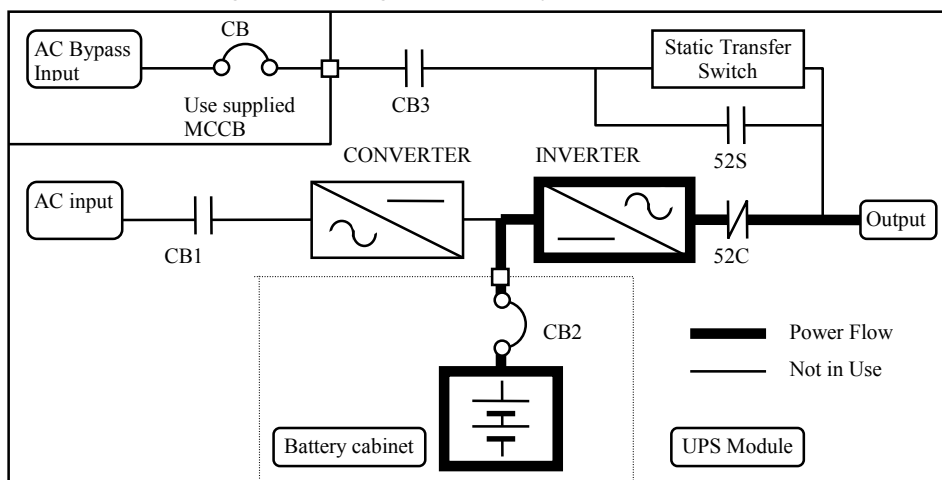 AC Bypass
Input
CB
Use supplied
MCCB
CB3
Static Transfer
Switch
52S
CONVERTER
INVERTER
AC input
CB1
52C
Output
CB2
Power Flow
Not in Use
Battery cabinet
UPS Module